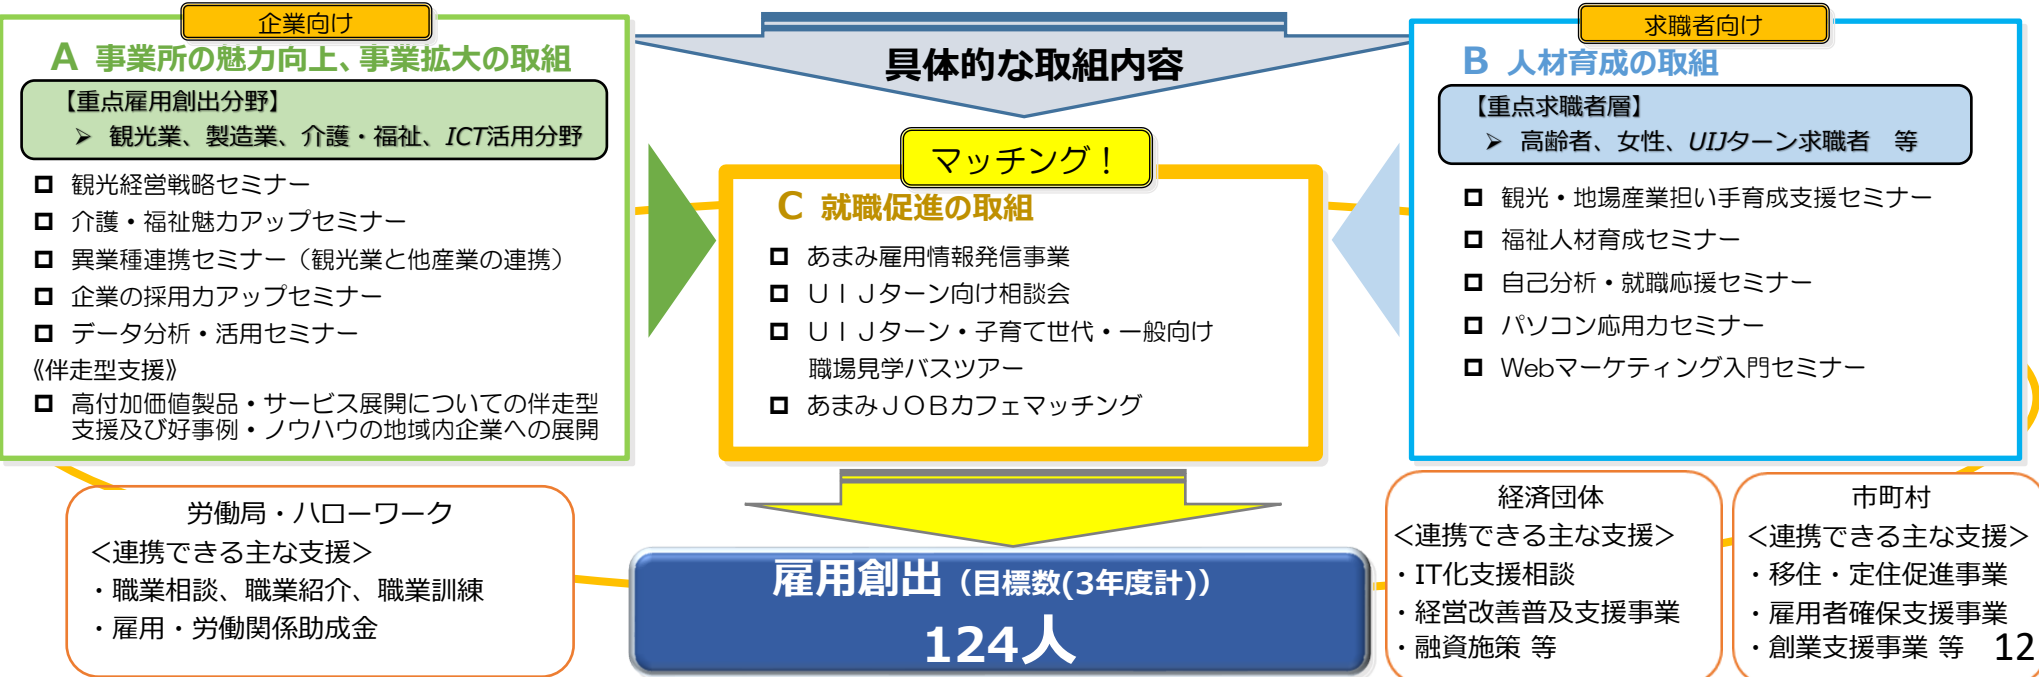 企業向け
A 事業所の魅力向上、事業拡大の取組
【重点雇用創出分野】
➢ 観光業、製造業、介護・福祉、ICT活用分野
観光経営戦略セミナー
介護・福祉魅力アップセミナー
異業種連携セミナー（観光業と他産業の連携）
企業の採用力アップセミナー
データ分析・活用セミナー
《伴走型支援》
高付加価値製品・サービス展開についての伴走型
支援及び好事例・ノウハウの地域内企業への展開
具体的な取組内容
マッチング！
C 就職促進の取組
あまみ雇用情報発信事業
ＵＩＪターン向け相談会
ＵＩＪターン・子育て世代・一般向け
職場見学バスツアー
あまみＪＯＢカフェマッチング
求職者向け
B 人材育成の取組
【重点求職者層】
➢ 高齢者、女性、UIJターン求職者　等
観光・地場産業担い手育成支援セミナー
福祉人材育成セミナー
自己分析・就職応援セミナー
パソコン応用力セミナー
Webマーケティング入門セミナー
労働局・ハローワーク
＜連携できる主な支援＞
・職業相談、職業紹介、職業訓練
・雇用・労働関係助成金
雇用創出（目標数(3年度計)）
124人
経済団体
＜連携できる主な支援＞
・IT化支援相談
・経営改善普及支援事業
・融資施策 等
市町村
＜連携できる主な支援＞
・移住・定住促進事業
・雇用者確保支援事業
・創業支援事業 等
12